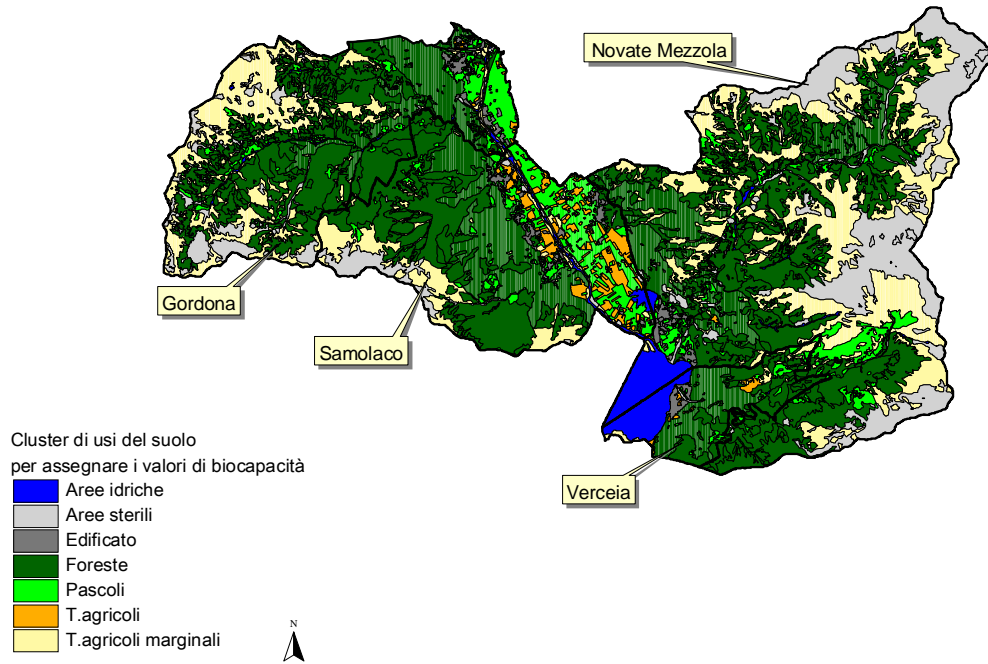 Novate Mezzola
Gordona
Samolaco
Verceia
Cluster di usi del suolo
per assegnare i valori di biocapacità
Aree idriche
Aree sterili
Edificato
Foreste
Pascoli
T.agricoli
T.agricoli marginali
N